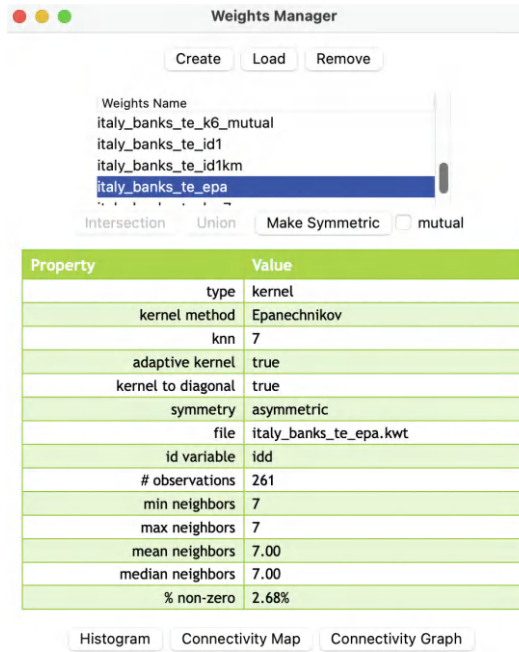 Weights Manager
Create Load Remove
Weights Name
italy_banks_te_k6_mutual
italy_banks_te_id1
italy_banks_te_id1km
italy_banks_te_epa
Intersection Union Make Symmetric mutual
Property Value
type kernel
kernel method Epanechnikov
knn 7
adaptive kernel true
kernel to diagonal true
symmetry asymmetric
file italy_banks_te_epa.kwt
id variable idd
# observations 261
min neighbors 7
max neighbors 7
mean neighbors 7.00
median neighbors 7.00
% non-zero 2.68%
Histogram Connectivity Map Connectivity Graph